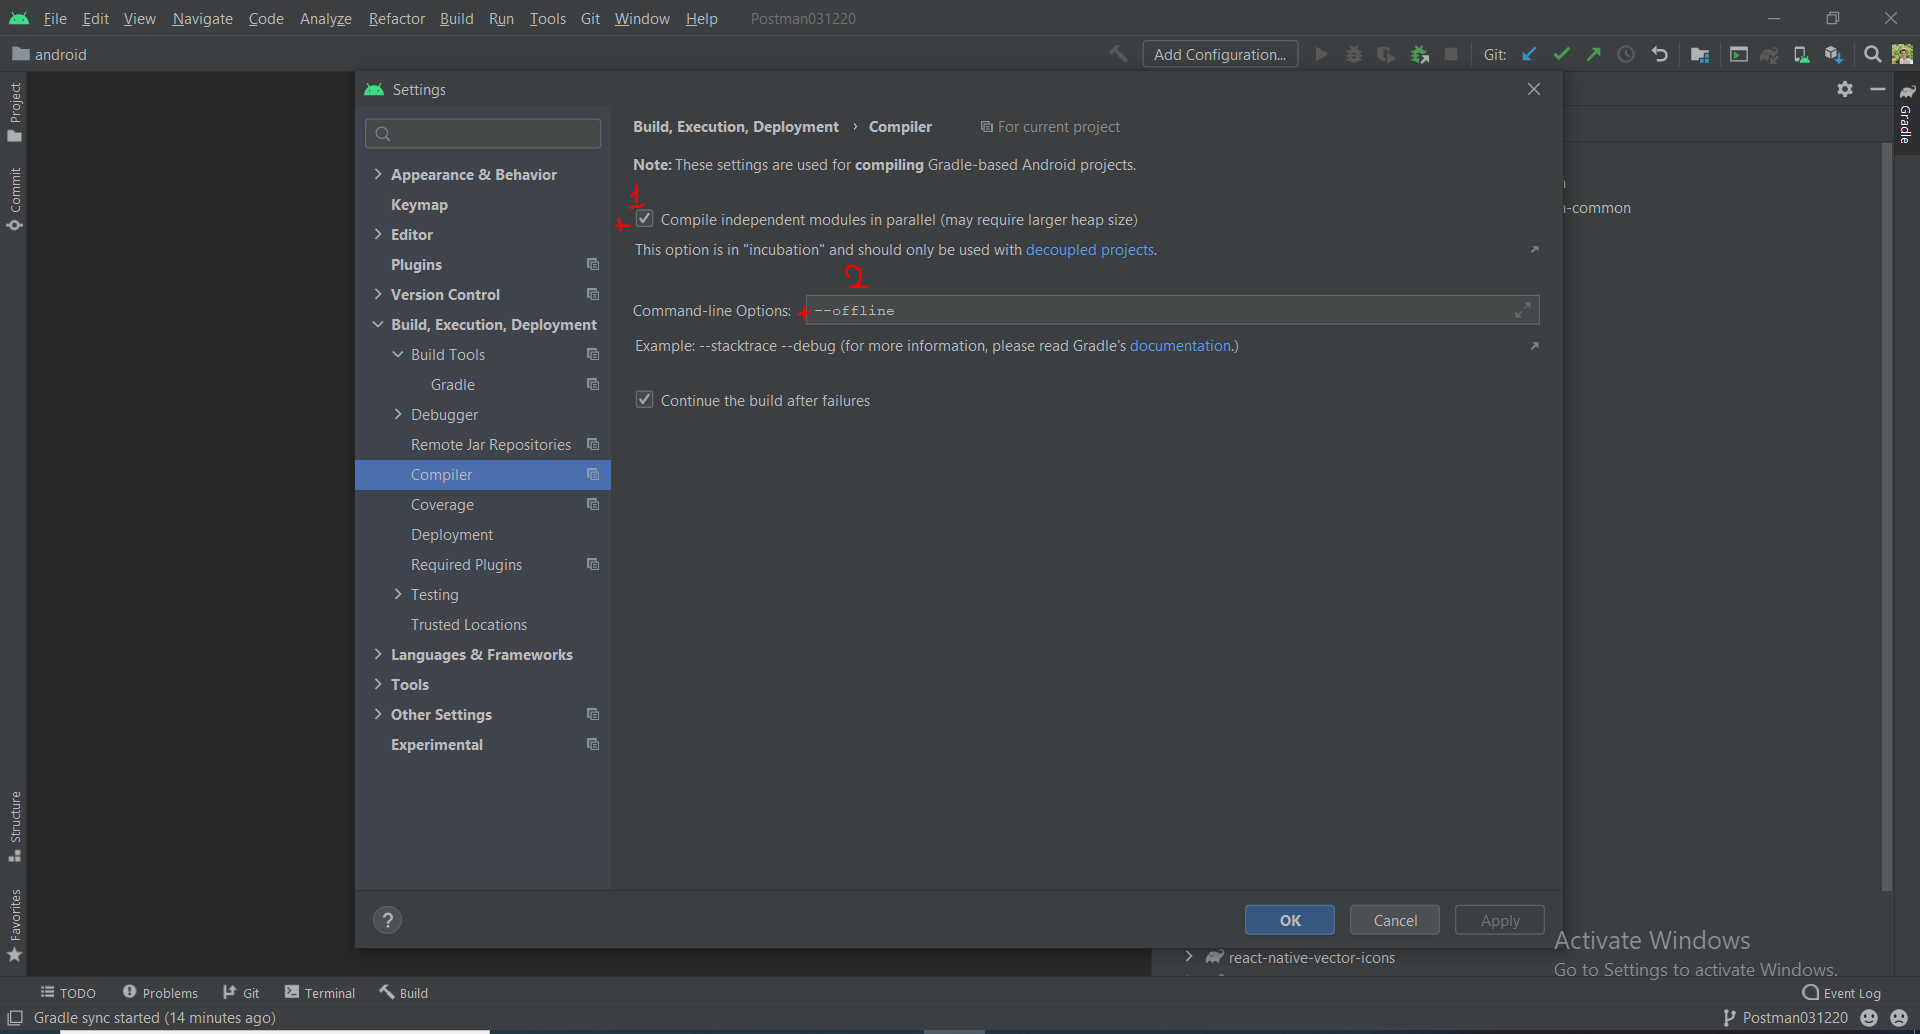 File Edit View Navigate Code Analyze Refactor Build Run Tools Git Window Help Postman031220
android Add Configuration... Git:
Project
Commit
Structure
Favorites
Settings
Appearance & Behavior
Keymap
Editor
Plugins
Version Control
Build, Execution, Deployment
Build Tools
Gradle
Debugger
Remote Jar Repositories
Compiler
Coverage
Deployment
Required Plugins
Testing
Trusted Locations
Languages & Frameworks
Tools
Other Settings
Experimental
Build, Execution, Deployment › Compiler For current project
Note: These settings are used for compiling Gradle-based Android projects.
1
Compile independent modules in parallel (may require larger heap size)
This option is in "incubation" and should only be used with decoupled projects.
2
Command-line Options: --offline
Example: --stacktrace --debug (for more information, please read Gradle's documentation.)
Continue the build after failures
? OK Cancel Apply
Gradle
-common
react-native-vector-icons
Activate Windows
Go to Settings to activate Windows.
TODO Problems Git Terminal Build Event Log
Gradle sync started (14 minutes ago) Postman031220